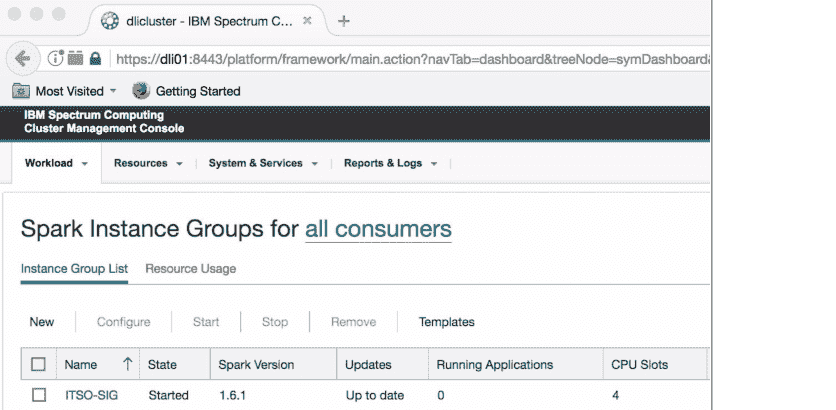 dlicluster - IBM Spectrum C...
https://dli01:8443/platform/framework/main.action?navTab=dashboard&treeNode=symDashboard&
Most Visited Getting Started
IBM Spectrum Computing
Cluster Management Console
Workload Resources System & Services Reports & Logs
Spark Instance Groups for all consumers
Instance Group List Resource Usage
New Configure Start Stop Remove Templates
Name State Spark Version Updates Running Applications CPU Slots
ITSO-SIG Started 1.6.1 Up to date 0 4